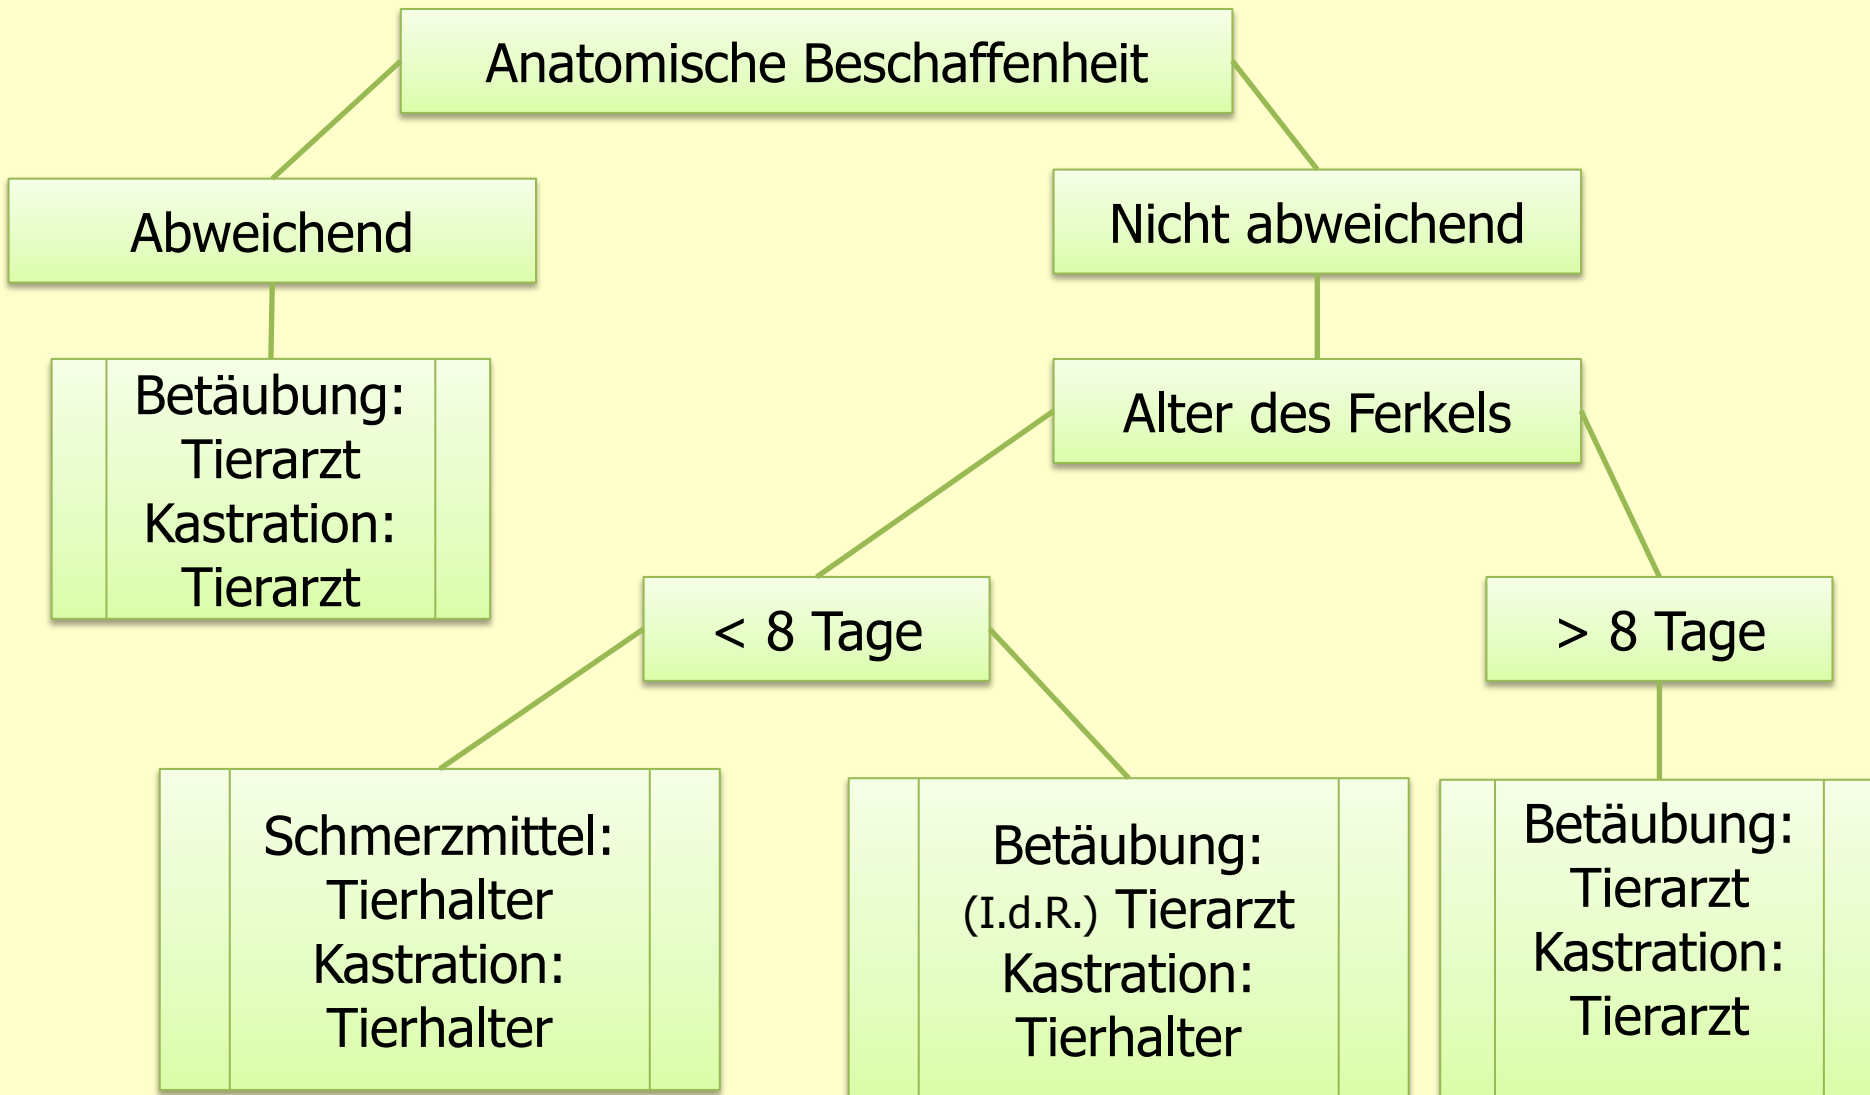 Anatomische Beschaffenheit
Abweichend
Nicht abweichend
Betäubung:
Tierarzt
Kastration:
Tierarzt
Alter des Ferkels
< 8 Tage
> 8 Tage
Schmerzmittel:
Tierhalter
Kastration:
Tierhalter
Betäubung:
(I.d.R.) Tierarzt
Kastration:
Tierhalter
Betäubung:
Tierarzt
Kastration:
Tierarzt